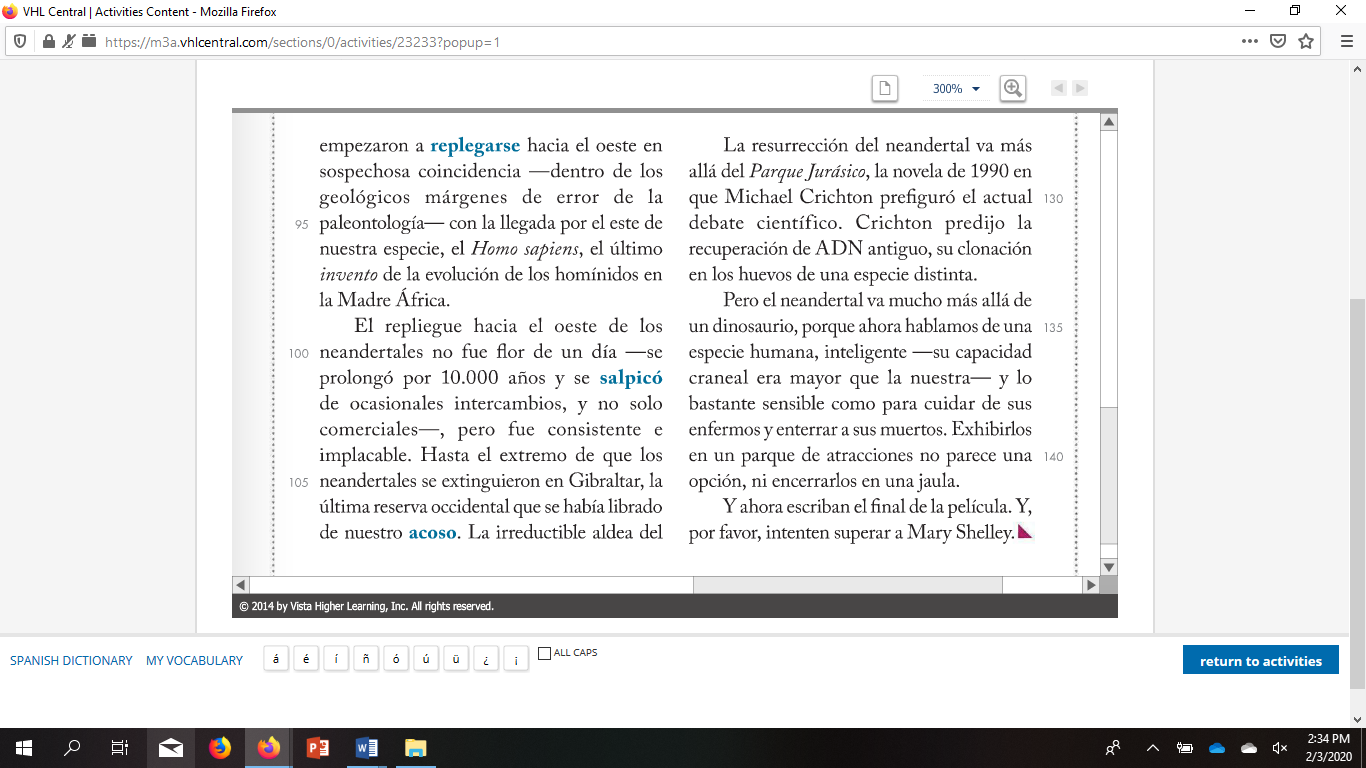 VHL Central | Activities Content - Mozilla Firefox
https://m3a.vhlcentral.com/sections/0/activities/23233?popup=1
300%
empezaron a replegarse hacia el oeste en
sospechosa coincidencia —dentro de los
geológicos márgenes de error de la
95 paleontología— con la llegada por el este de
nuestra especie, el Homo sapiens, el último
invento de la evolución de los homínidos en
la Madre África.
El repliegue hacia el oeste de los
100 neandertales no fue flor de un día —se
prolongó por 10.000 años y se salpicó
de ocasionales intercambios, y no solo
comerciales—, pero fue consistente e
implacable. Hasta el extremo de que los
105 neandertales se extinguieron en Gibraltar, la
última reserva occidental que se había librado
de nuestro acoso. La irreductible aldea del
La resurrección del neandertal va más
allá del Parque Jurásico, la novela de 1990 en
que Michael Crichton prefiguró el actual 130
debate científico. Crichton predijo la
recuperación de ADN antiguo, su clonación
en los huevos de una especie distinta.
Pero el neandertal va mucho más allá de
un dinosaurio, porque ahora hablamos de una 135
especie humana, inteligente —su capacidad
craneal era mayor que la nuestra— y lo
bastante sensible como para cuidar de sus
enfermos y enterrar a sus muertos. Exhibirlos
en un parque de atracciones no parece una 140
opción, ni encerrarlos en una jaula.
Y ahora escriban el final de la película. Y,
por favor, intenten superar a Mary Shelley.
© 2014 by Vista Higher Learning, Inc. All rights reserved.
SPANISH DICTIONARY MY VOCABULARY á é í ñ ó ú ü ¿ ¡ ALL CAPS
return to activities
2:34 PM
2/3/2020